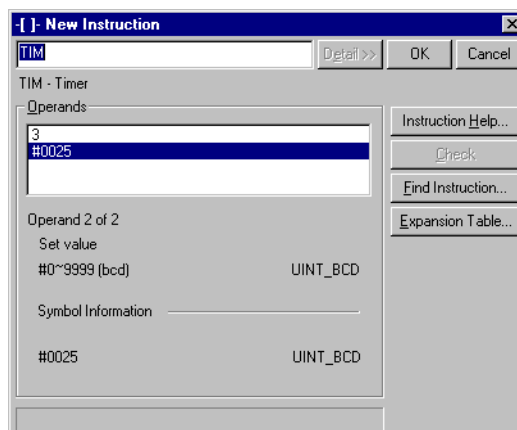 -[ ]- New Instruction
TIM
Detail >>
OK
Cancel
TIM - Timer
Operands
3
#0025
Instruction Help...
Check
Find Instruction...
Expansion Table...
Operand 2 of 2
Set value
#0~9999 (bcd) UINT_BCD
Symbol Information
#0025 UINT_BCD